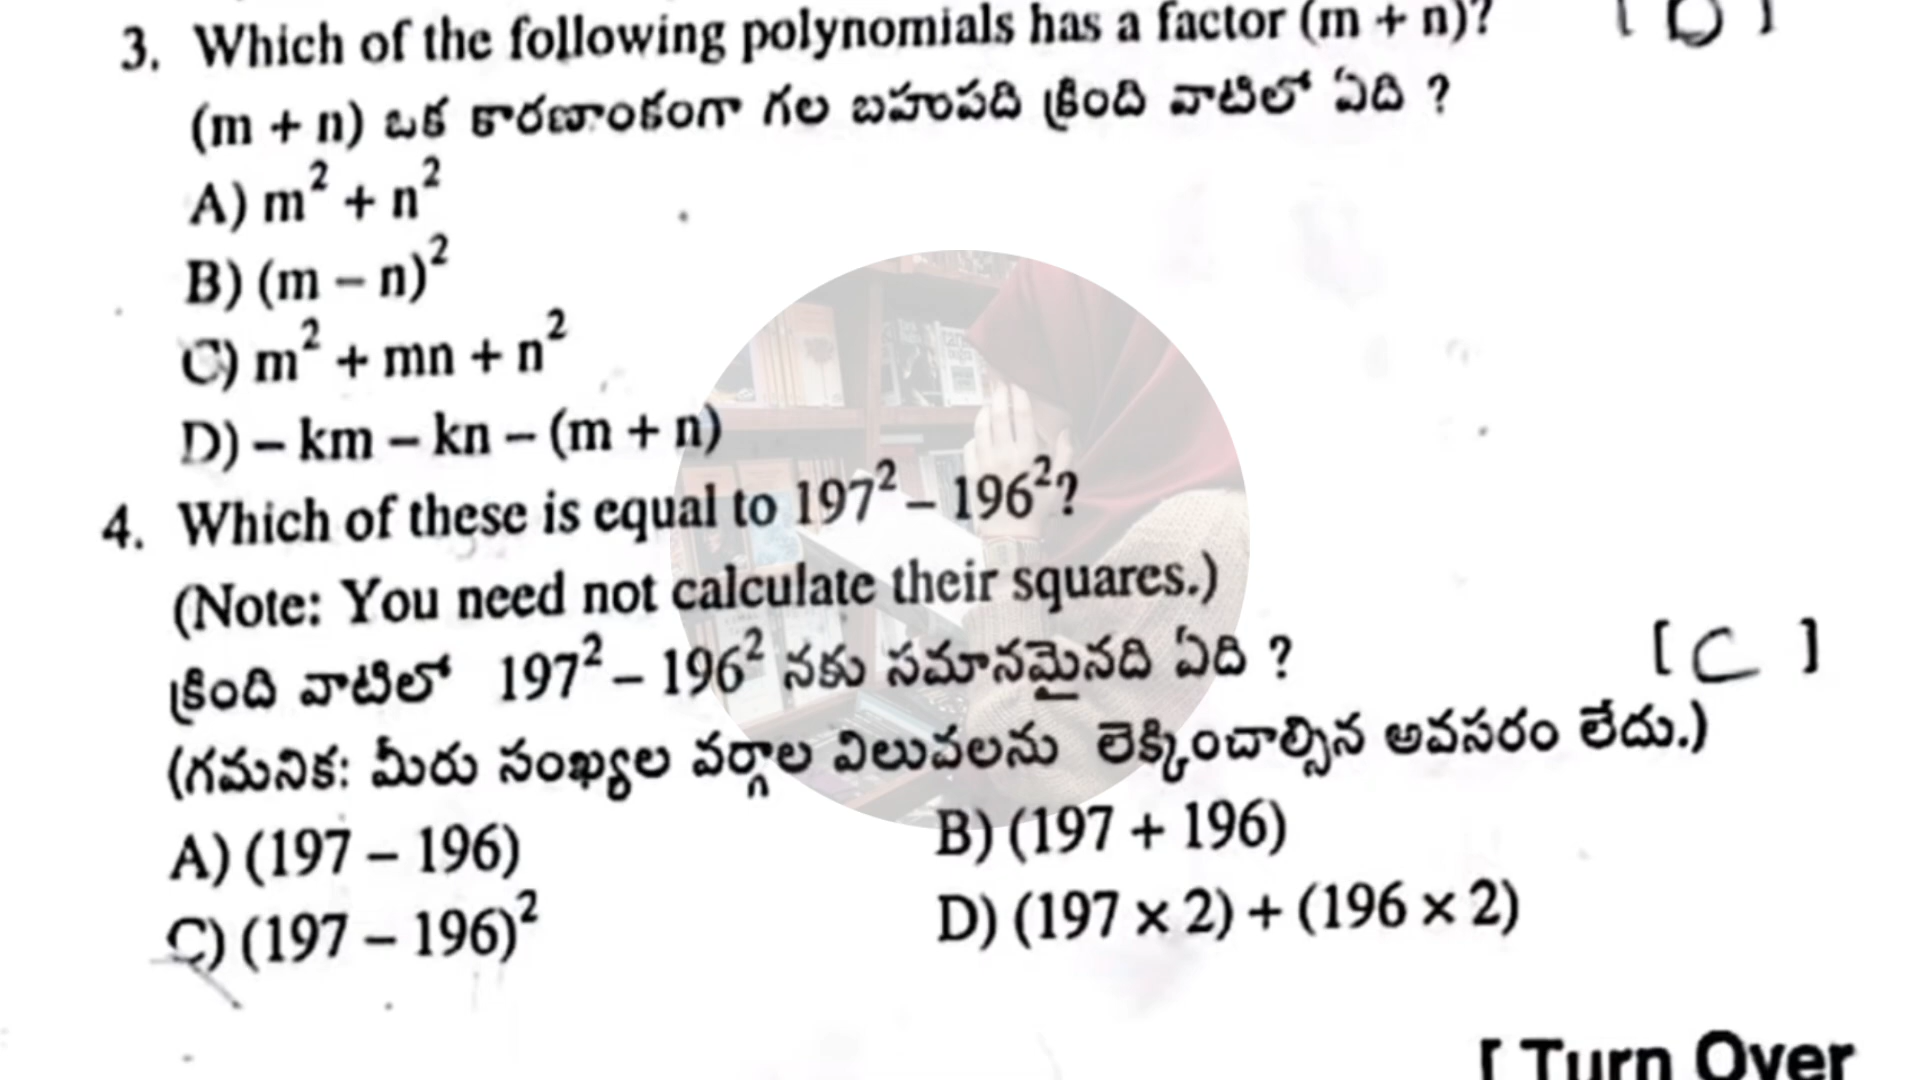 3. Which of the following polynomials has a factor (m + n)? [ D ]
(m + n) ఒక కారణాంకంగా గల బహుపది క్రింది వాటిలో ఏది ?
A) m² + n²
B) (m – n)²
C) m² + mn + n²
D) – km – kn – (m + n)
4. Which of these is equal to 197² – 196²?
(Note: You need not calculate their squares.)
క్రింది వాటిలో 197² – 196² నకు సమానమైనది ఏది ? [ C ]
(గమనిక: మీరు సంఖ్యల వర్గాల విలువలను లెక్కించాల్సిన అవసరం లేదు.)
A) (197 – 196) B) (197 + 196)
C) (197 – 196)² D) (197 × 2) + (196 × 2)
[ Turn Over